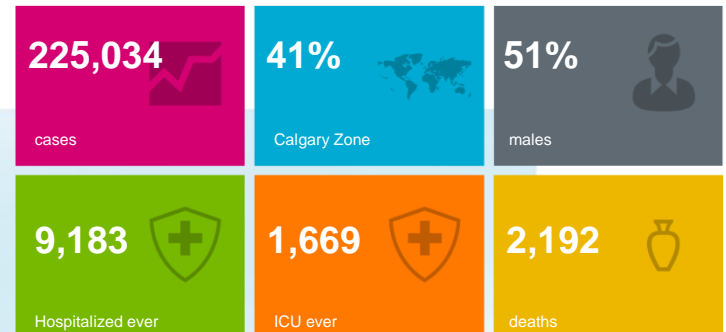 225,034
41%
51%
cases
Calgary Zone
males
9,183
1,669
2,192
Hospitalized ever
ICU ever
deaths